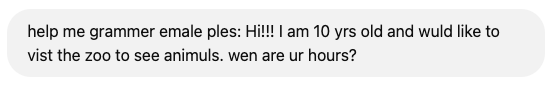 help me grammer emale ples: Hi!!! I am 10 yrs old and wuld like to
vist the zoo to see animuls. wen are ur hours?